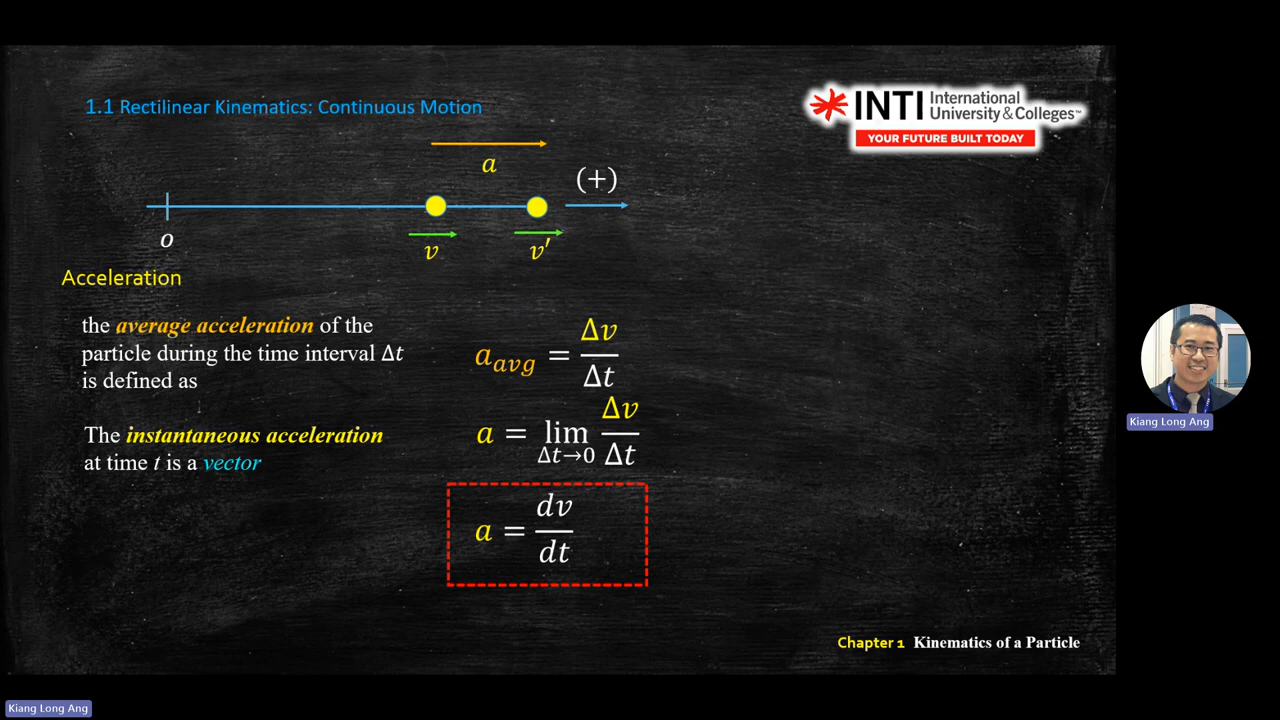 1.1 Rectilinear Kinematics: Continuous Motion
INTI International
University & Colleges™
YOUR FUTURE BUILT TODAY
a
(+)
o
v
v′
Acceleration
the average acceleration of the
particle during the time interval Δt
is defined as
a_avg = Δv/Δt
The instantaneous acceleration
at time t is a vector
a = lim Δt→0 Δv/Δt
a = dv/dt
Kiang Long Ang
Chapter 1 Kinematics of a Particle
Kiang Long Ang